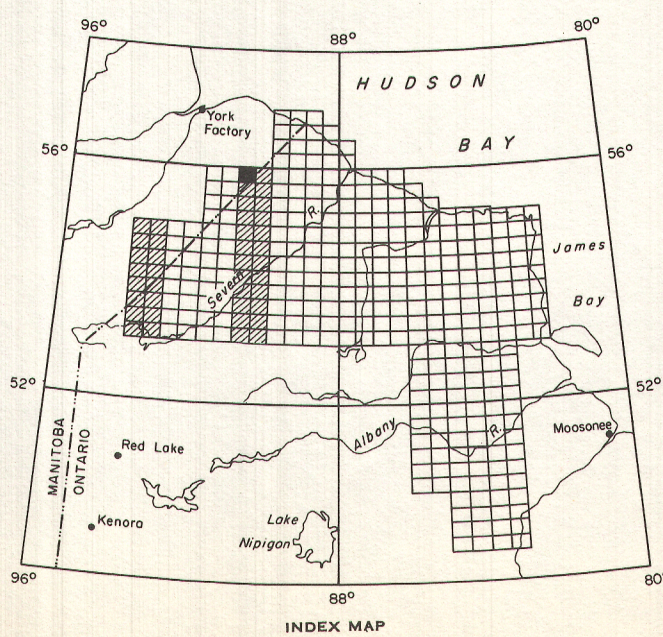 96°
88°
80°
HUDSON
York
Factory
BAY
56°
56°
R.
Severn
James
Bay
52°
52°
Albany
R.
Moosonee
MANITOBA
ONTARIO
Red Lake
Kenora
Lake
Nipigon
96°
88°
80°
INDEX MAP